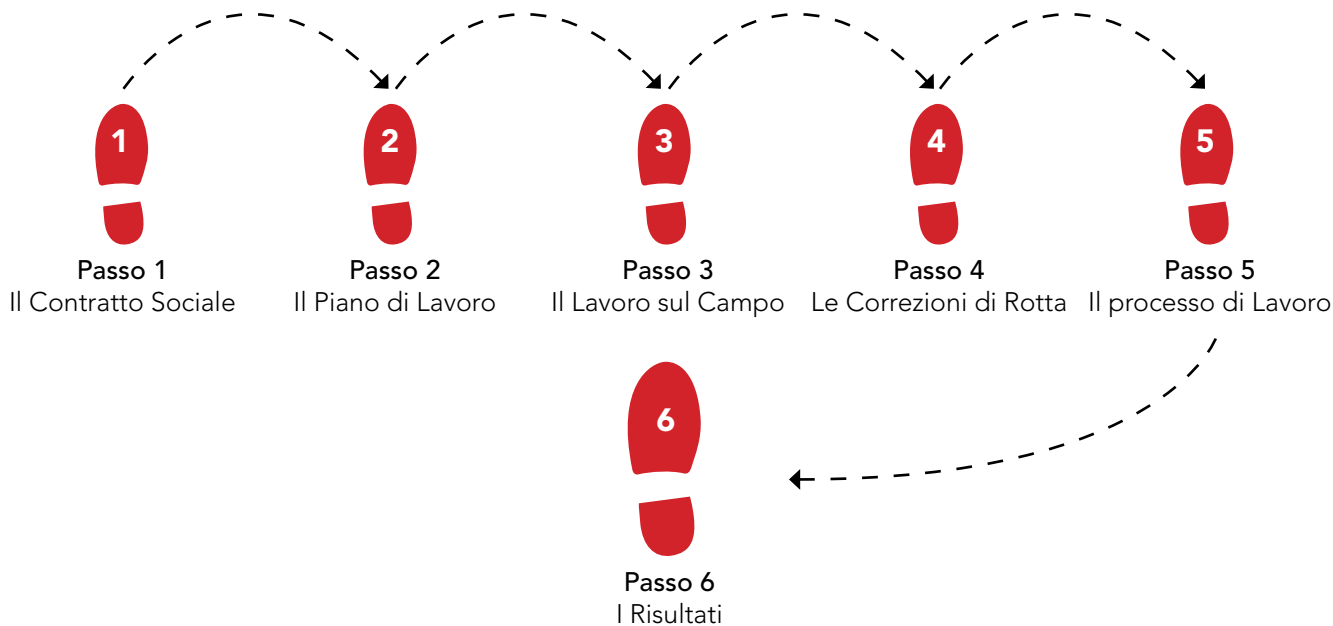 1
2
3
4
5
Passo 1
Il Contratto Sociale
Passo 2
Il Piano di Lavoro
Passo 3
Il Lavoro sul Campo
Passo 4
Le Correzioni di Rotta
Passo 5
Il processo di Lavoro
6
Passo 6
I Risultati